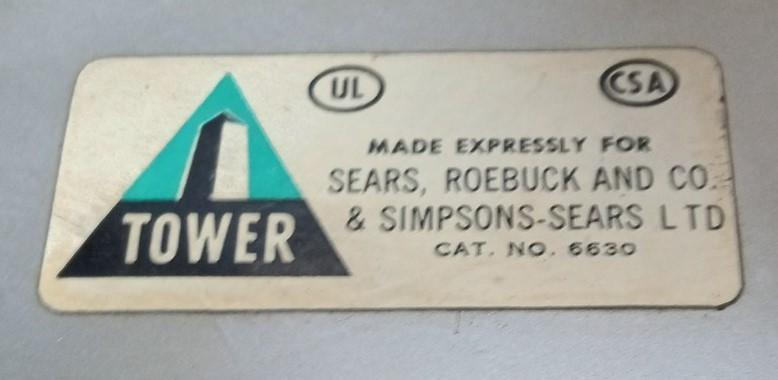 UL
CSA
MADE EXPRESSLY FOR
SEARS, ROEBUCK AND CO.
& SIMPSONS-SEARS LTD
CAT. NO. 6630
TOWER